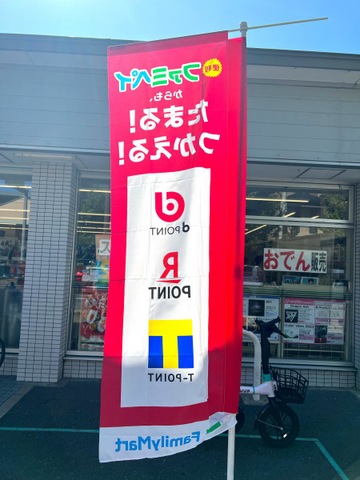 便利
ファミペイ
からも、
たまる!
つかえる!
d
d POINT
R
POINT
T
T-POINT
FamilyMart
おでん販売
ス